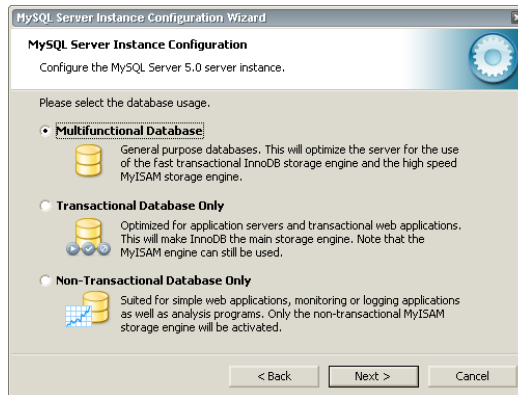 MySQL Server Instance Configuration Wizard
MySQL Server Instance Configuration
Configure the MySQL Server 5.0 server instance.
Please select the database usage.
Multifunctional Database
General purpose databases. This will optimize the server for the use
of the fast transactional InnoDB storage engine and the high speed
MyISAM storage engine.
Transactional Database Only
Optimized for application servers and transactional web applications.
This will make InnoDB the main storage engine. Note that the
MyISAM engine can still be used.
Non-Transactional Database Only
Suited for simple web applications, monitoring or logging applications
as well as analysis programs. Only the non-transactional MyISAM
storage engine will be activated.
< Back
Next >
Cancel